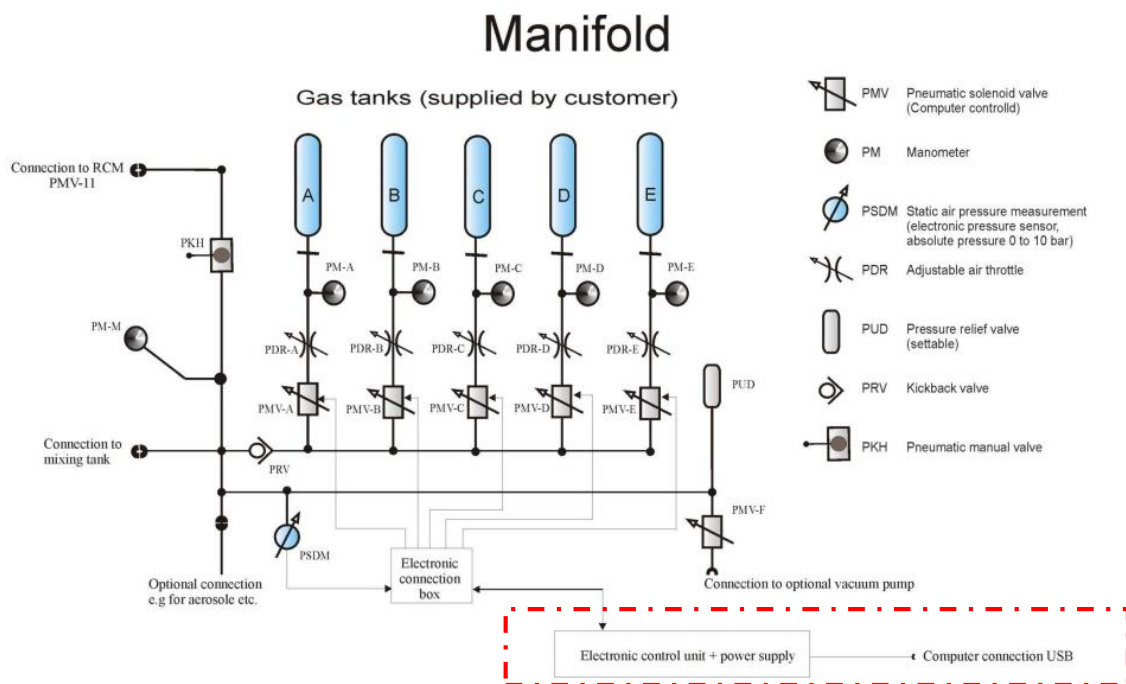 Manifold
Gas tanks (supplied by customer)
Connection to RCM
PMV-11
A
B
C
D
E
PKH
PM-A
PM-B
PM-C
PM-D
PM-E
PM-M
PDR-A
PDR-B
PDR-C
PDR-D
PDR-E
PMV-A
PMV-B
PMV-C
PMV-D
PMV-E
PUD
Connection to
mixing tank
PRV
PSDM
PMV-F
Electronic
connection
box
Optional connection
e.g for aerosole etc.
Connection to optional vacuum pump
Electronic control unit + power supply
Computer connection USB
PMV Pneumatic solenoid valve
(Computer controlld)
PM Manometer
PSDM Static air pressure measurement
(electronic pressure sensor,
absolute pressure 0 to 10 bar)
PDR Adjustable air throttle
PUD Pressure relief valve
(settable)
PRV Kickback valve
PKH Pneumatic manual valve